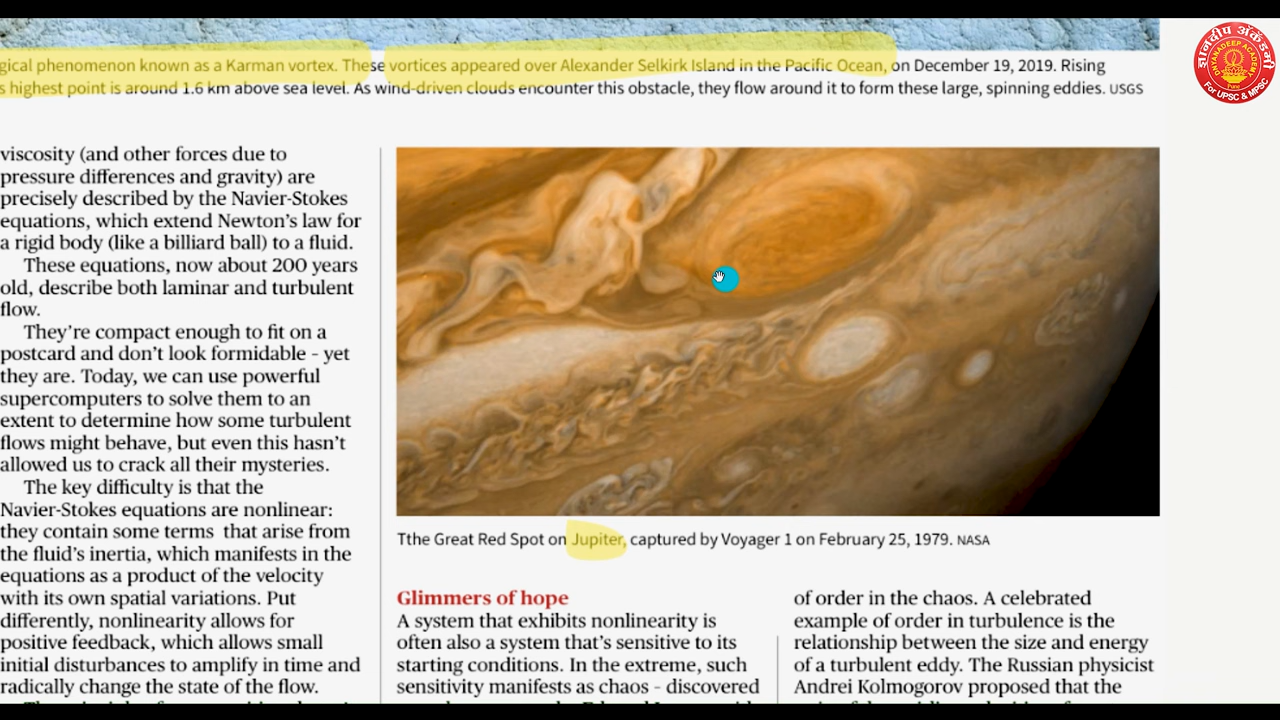 gical phenomenon known as a Karman vortex. These vortices appeared over Alexander Selkirk Island in the Pacific Ocean, on December 19, 2019. Rising
s highest point is around 1.6 km above sea level. As wind-driven clouds encounter this obstacle, they flow around it to form these large, spinning eddies. USGS
viscosity (and other forces due to
pressure differences and gravity) are
precisely described by the Navier-Stokes
equations, which extend Newton's law for
a rigid body (like a billiard ball) to a fluid.
These equations, now about 200 years
old, describe both laminar and turbulent
flow.
They're compact enough to fit on a
postcard and don't look formidable – yet
they are. Today, we can use powerful
supercomputers to solve them to an
extent to determine how some turbulent
flows might behave, but even this hasn't
allowed us to crack all their mysteries.
The key difficulty is that the
Navier-Stokes equations are nonlinear:
they contain some terms that arise from
the fluid's inertia, which manifests in the
equations as a product of the velocity
with its own spatial variations. Put
differently, nonlinearity allows for
positive feedback, which allows small
initial disturbances to amplify in time and
radically change the state of the flow.
Tthe Great Red Spot on Jupiter, captured by Voyager 1 on February 25, 1979. NASA
Glimmers of hope
A system that exhibits nonlinearity is
often also a system that's sensitive to its
starting conditions. In the extreme, such
sensitivity manifests as chaos – discovered
of order in the chaos. A celebrated
example of order in turbulence is the
relationship between the size and energy
of a turbulent eddy. The Russian physicist
Andrei Kolmogorov proposed that the
ज्ञानदीप अकॅडमी
DNYANADEEP ACADEMY
Pune
For UPSC & MPSC